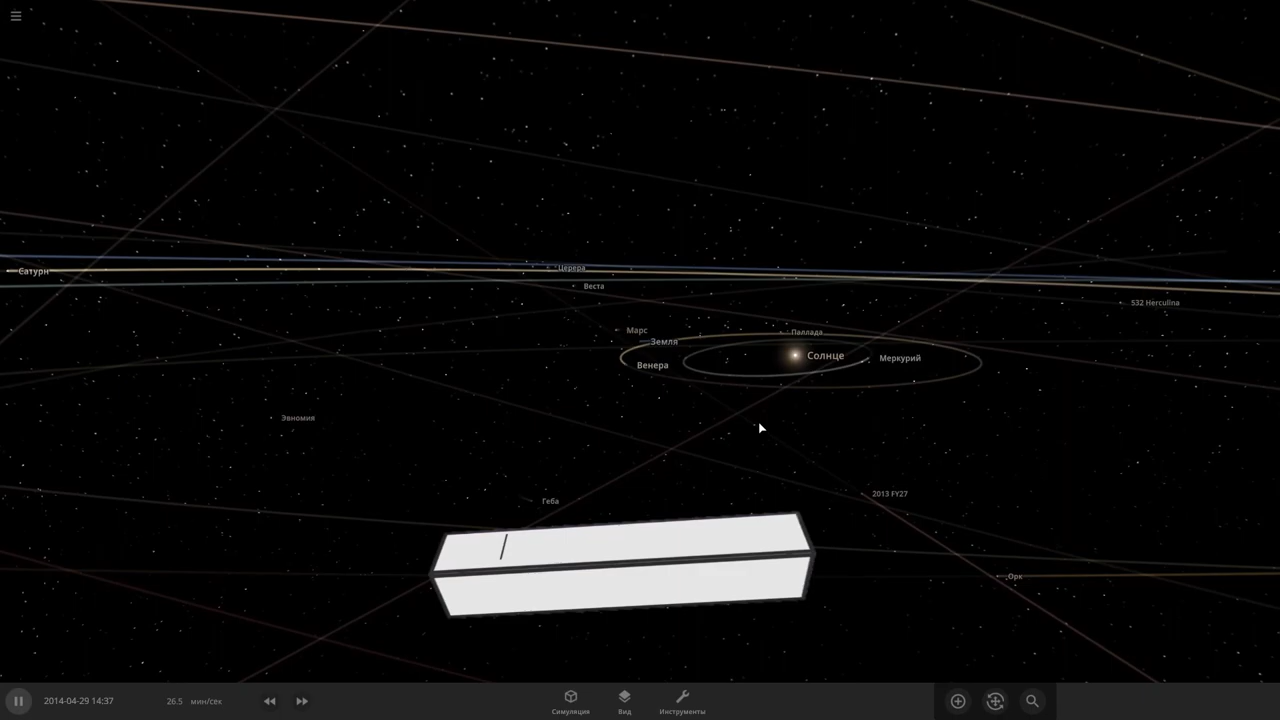 Сатурн
Церера
Веста
532 Herculina
Марс
Паллада
Земля
Солнце
Меркурий
Венера
Эвномия
2013 FY27
Геба
Орк
2014-04-29 14:37
26.5 мин/сек
Симуляция
Вид
Инструменты